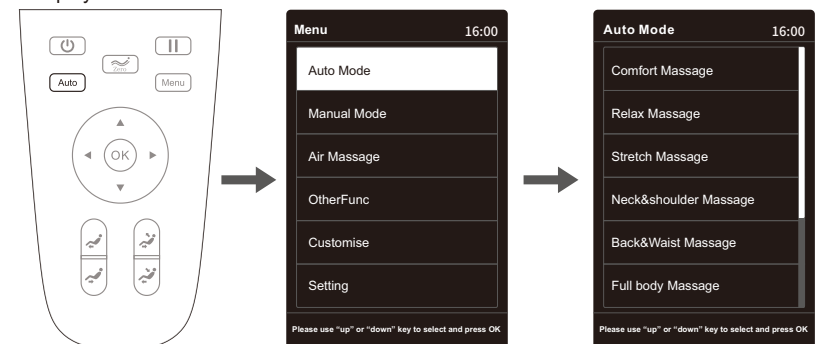 Zero
Auto
Menu
OK
Menu 16:00
Auto Mode
Manual Mode
Air Massage
OtherFunc
Customise
Setting
Please use “up” or “down” key to select and press OK
Auto Mode 16:00
Comfort Massage
Relax Massage
Stretch Massage
Neck&shoulder Massage
Back&Waist Massage
Full body Massage
Please use “up” or “down” key to select and press OK